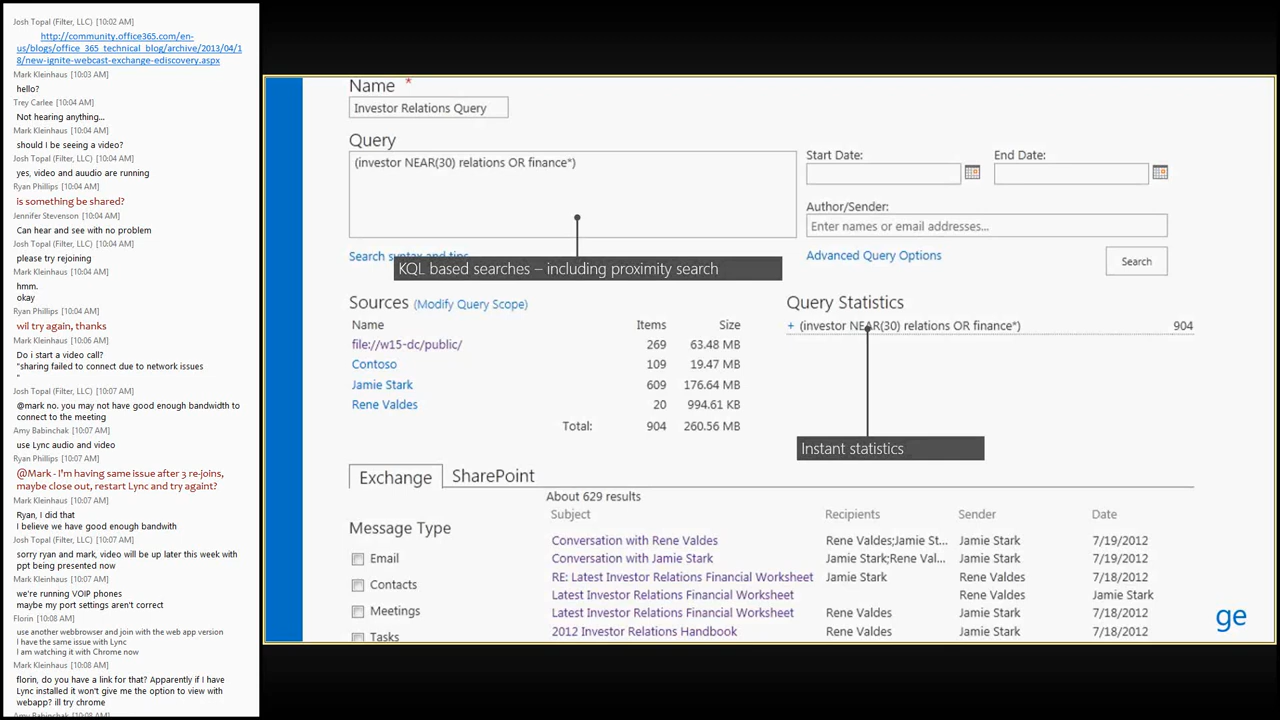 Josh Topal (Filter, LLC) [10:02 AM]
http://community.office365.com/en-
us/blogs/office_365_technical_blog/archive/2013/04/1
8/new-ignite-webcast-exchange-ediscovery.aspx
Mark Kleinhaus [10:03 AM]
hello?
Trey Carlee [10:04 AM]
Not hearing anything...
Mark Kleinhaus [10:04 AM]
should I be seeing a video?
Josh Topal (Filter, LLC) [10:04 AM]
yes, video and auudio are running
Ryan Phillips [10:04 AM]
is something be shared?
Jennifer Stevenson [10:04 AM]
Can hear and see with no problem
Josh Topal (Filter, LLC) [10:04 AM]
please try rejoining
Mark Kleinhaus [10:04 AM]
hmm.
okay
Ryan Phillips [10:04 AM]
wil try again, thanks
Mark Kleinhaus [10:06 AM]
Do i start a video call?
"sharing failed to connect due to network issues
"
Josh Topal (Filter, LLC) [10:07 AM]
@mark no. you may not have good enough bandwidth to
connect to the meeting
Amy Babinchak [10:07 AM]
use Lync audio and video
Ryan Phillips [10:07 AM]
@Mark - I'm having same issue after 3 re-joins,
maybe close out, restart Lync and try againt?
Mark Kleinhaus [10:07 AM]
Ryan, I did that
I believe we have good enough bandwith
Josh Topal (Filter, LLC) [10:07 AM]
sorry ryan and mark, video will be up later this week with
ppt being presented now
Mark Kleinhaus [10:07 AM]
we're running VOIP phones
maybe my port settings aren't correct
Florin [10:08 AM]
use another webrowser and join with the web app version
I have the same issue with Lync
I am watching it with Chrome now
Mark Kleinhaus [10:08 AM]
florin, do you have a link for that? Apparently if I have
Lync installed it won't give me the option to view with
webapp? ill try chrome
Amy Babinchak [10:08 AM]
Name *
Investor Relations Query
Query
(investor NEAR(30) relations OR finance*)
Start Date:
End Date:
Author/Sender:
Enter names or email addresses...
Search syntax and tips
Advanced Query Options
Search
KQL based searches – including proximity search
Sources (Modify Query Scope)
Name Items Size
file://w15-dc/public/ 269 63.48 MB
Contoso 109 19.47 MB
Jamie Stark 609 176.64 MB
Rene Valdes 20 994.61 KB
Total: 904 260.56 MB
Query Statistics
+ (investor NEAR(30) relations OR finance*) 904
Instant statistics
Exchange SharePoint
About 629 results
Message Type
Email
Contacts
Meetings
Tasks
Subject Recipients Sender Date
Conversation with Rene Valdes Rene Valdes;Jamie St... Jamie Stark 7/19/2012
Conversation with Jamie Stark Jamie Stark;Rene Val... Jamie Stark 7/19/2012
RE: Latest Investor Relations Financial Worksheet Jamie Stark Rene Valdes 7/18/2012
Latest Investor Relations Financial Worksheet Rene Valdes Jamie Stark
Latest Investor Relations Financial Worksheet Rene Valdes Jamie Stark 7/18/2012
2012 Investor Relations Handbook Rene Valdes Jamie Stark 7/18/2012
ge